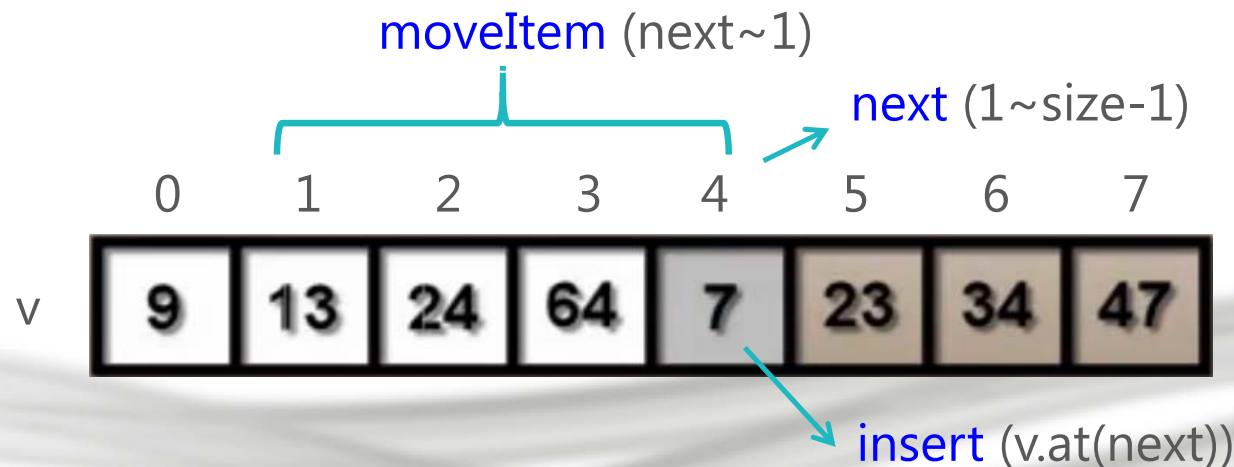 moveItem (next~1)
next (1~size-1)
0 1 2 3 4 5 6 7
v 9 13 24 64 7 23 34 47
insert (v.at(next))